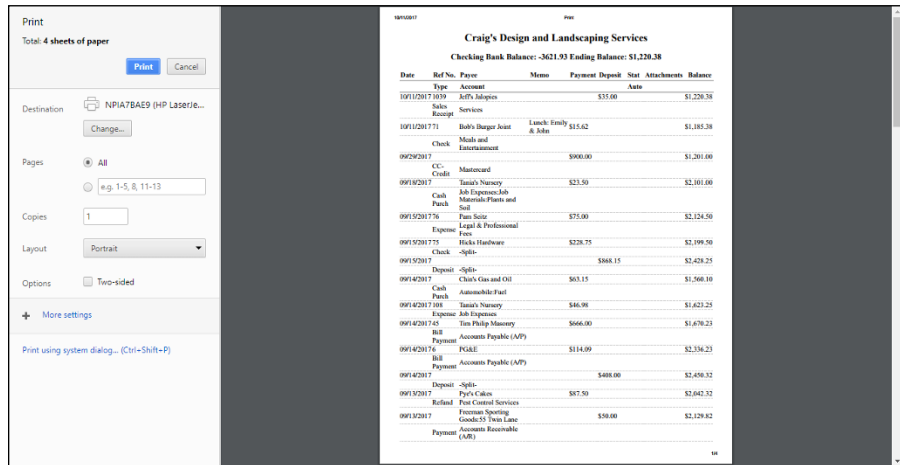 Print
Total: 4 sheets of paper
Print Cancel
Destination NPIA7BAE9 (HP LaserJe...
Change...
Pages All
e.g. 1-5, 8, 11-13
Copies 1
Layout Portrait
Options Two-sided
+ More settings
Print using system dialog... (Ctrl+Shift+P)
10/11/2017 Print
Craig's Design and Landscaping Services
Checking Bank Balance: -3621.93 Ending Balance: $1,220.38
Date Ref No. Payee Memo Payment Deposit Stat Attachments Balance
Type Account Auto
10/11/2017 1039 Jeff's Jalopies $35.00 $1,220.38
Sales Receipt Services
10/11/2017 71 Bob's Burger Joint Lunch: Emily & John $15.62 $1,185.38
Check Meals and Entertainment
09/29/2017 $900.00 $1,201.00
CC-Credit Mastercard
09/18/2017 Tania's Nursery $23.50 $2,101.00
Cash Purch Job Expenses:Job Materials:Plants and Soil
09/15/2017 76 Pam Seitz $75.00 $2,124.50
Expense Legal & Professional Fees
09/15/2017 75 Hicks Hardware $228.75 $2,199.50
Check -Split-
09/15/2017 $868.15 $2,428.25
Deposit -Split-
09/14/2017 Chin's Gas and Oil $63.15 $1,560.10
Cash Purch Automobile:Fuel
09/14/2017 108 Tania's Nursery $46.98 $1,623.25
Expense Job Expenses
09/14/2017 45 Tim Philip Masonry $666.00 $1,670.23
Bill Payment Accounts Payable (A/P)
09/14/2017 6 PG&E $114.09 $2,336.23
Bill Payment Accounts Payable (A/P)
09/14/2017 $408.00 $2,450.32
Deposit -Split-
09/13/2017 Pye's Cakes $87.50 $2,042.32
Refund Pest Control Services
09/13/2017 Freeman Sporting Goods:55 Twin Lane $50.00 $2,129.82
Payment Accounts Receivable (A/R)